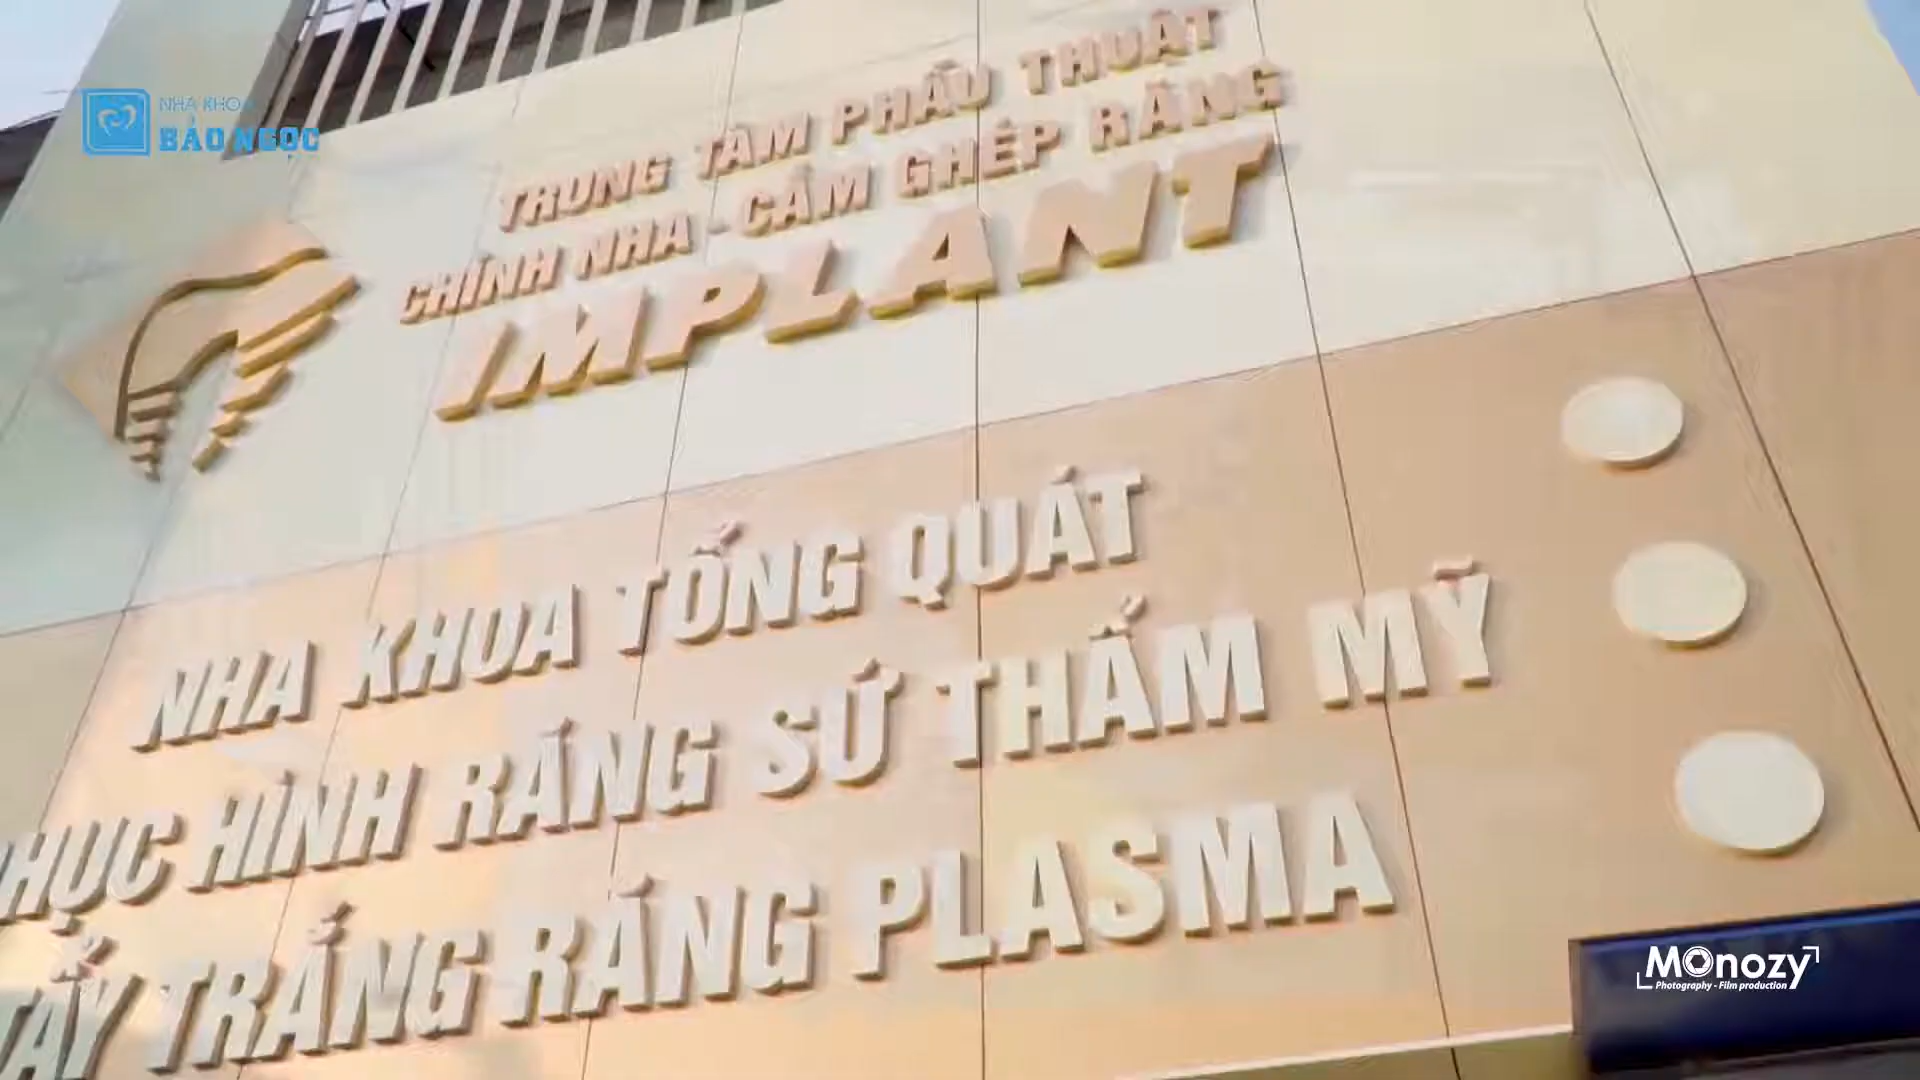 NHA KHOA
BẢO NGỌC
TRUNG TÂM PHẪU THUẬT
CHỈNH NHA - CẮM GHÉP RĂNG
IMPLANT
NHA KHOA TỔNG QUÁT
PHỤC HÌNH RĂNG SỨ THẨM MỸ
TẨY TRẮNG RĂNG PLASMA
Monozy
Photography - Film production